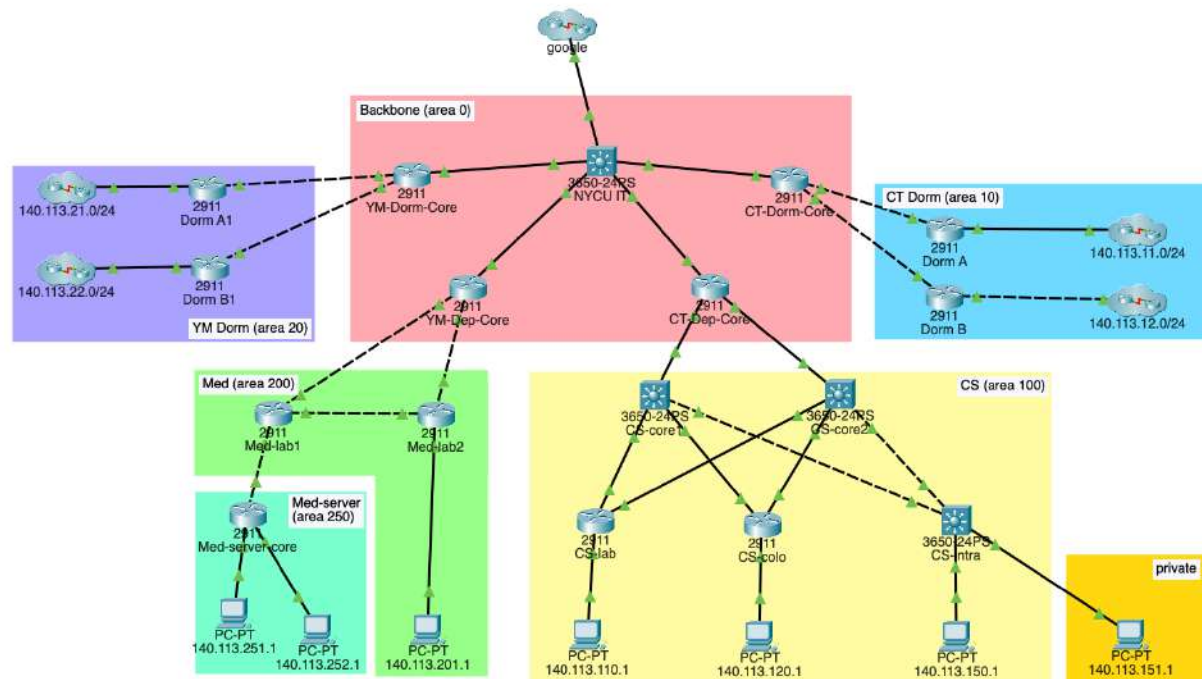 google
Backbone (area 0)
3650-24PS
NYCU IT
2911
YM-Dorm-Core
2911
CT-Dorm-Core
140.113.21.0/24
2911
Dorm A1
140.113.22.0/24
2911
Dorm B1
YM Dorm (area 20)
CT Dorm (area 10)
2911
Dorm A
140.113.11.0/24
2911
Dorm B
140.113.12.0/24
2911
YM-Dep-Core
2911
CT-Dep-Core
Med (area 200)
2911
Med-lab1
2911
Med-lab2
Med-server
(area 250)
2911
Med-server-core
PC-PT
140.113.251.1
PC-PT
140.113.252.1
PC-PT
140.113.201.1
CS (area 100)
3650-24PS
CS-core1
3650-24PS
CS-core2
2911
CS-lab
2911
CS-colo
3650-24PS
CS-intra
PC-PT
140.113.110.1
PC-PT
140.113.120.1
PC-PT
140.113.150.1
private
PC-PT
140.113.151.1